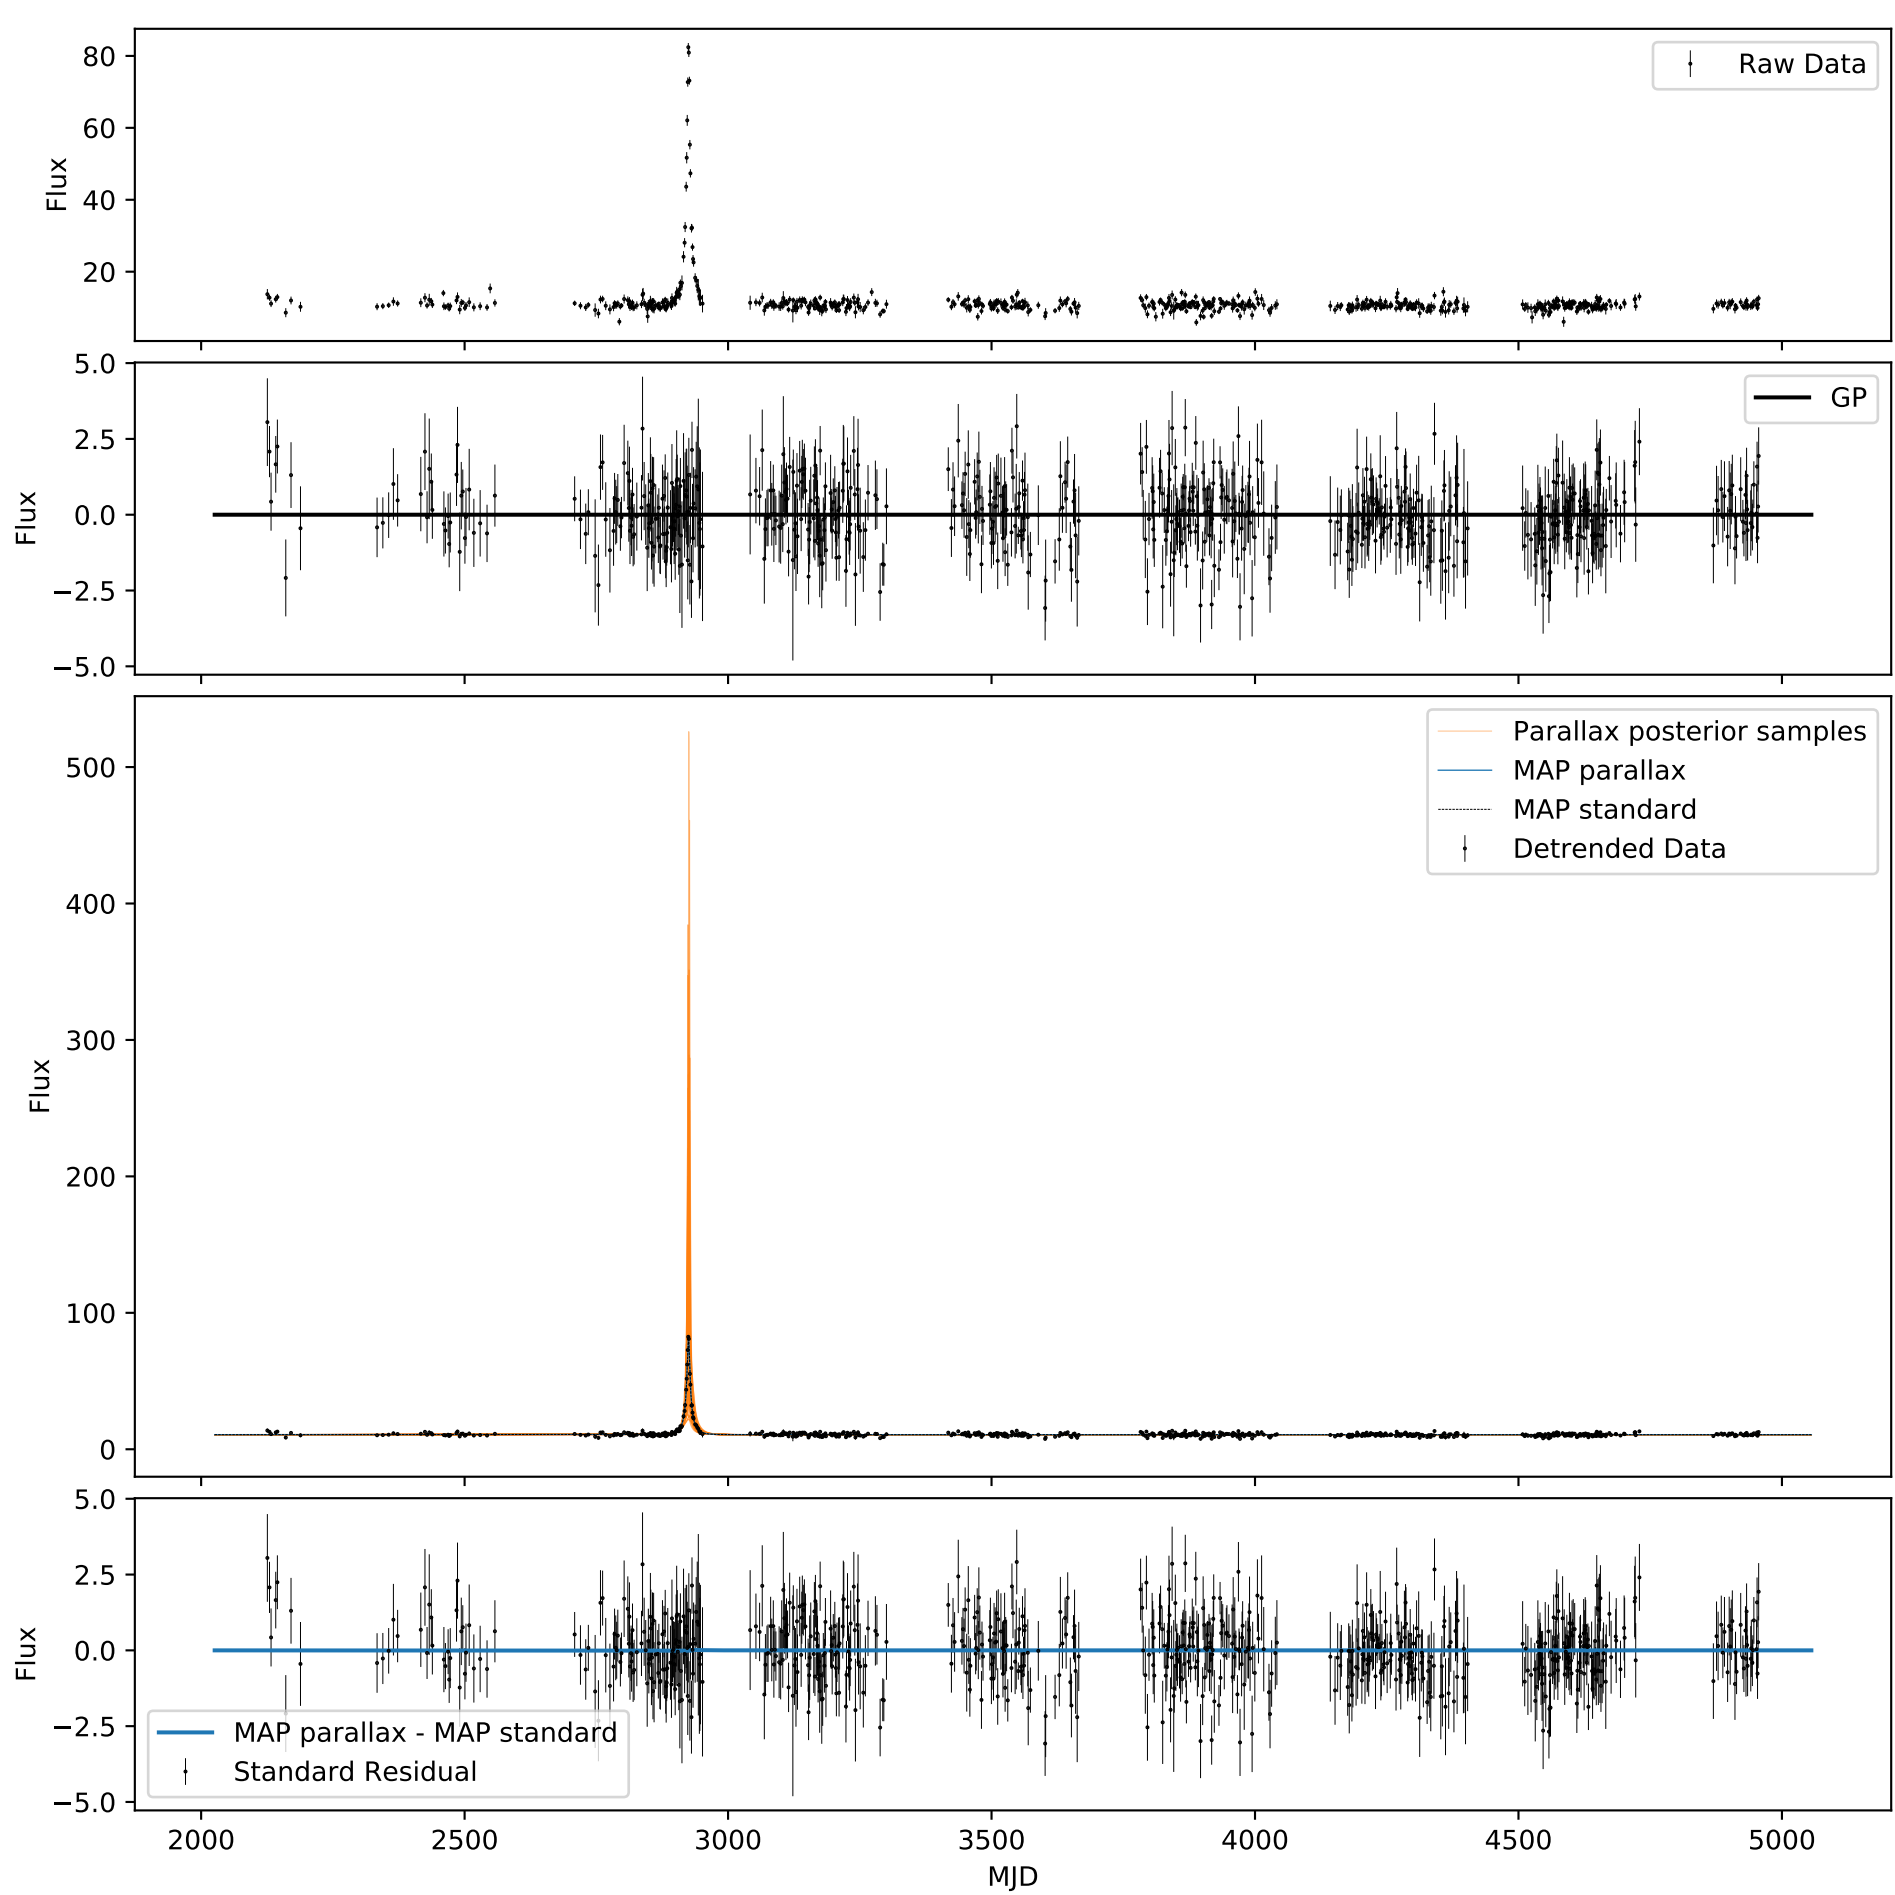 80
60
40
20
Flux
Raw Data
5.0
2.5
0.0
−2.5
−5.0
Flux
GP
500
400
300
200
100
0
Flux
Parallax posterior samples
MAP parallax
MAP standard
Detrended Data
5.0
2.5
0.0
−2.5
−5.0
Flux
MAP parallax - MAP standard
Standard Residual
2000 2500 3000 3500 4000 4500 5000
MJD